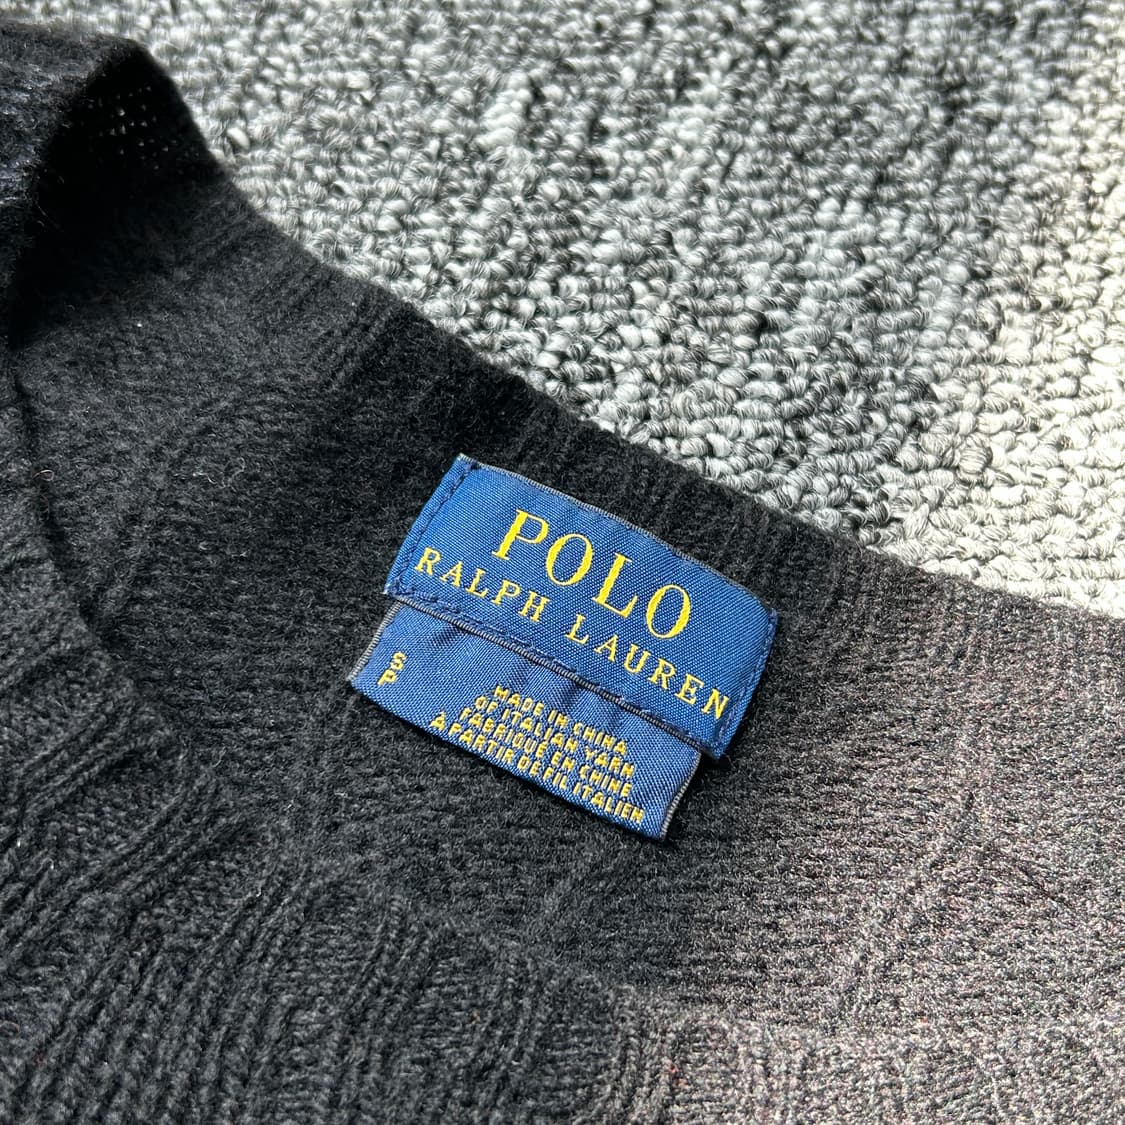 POLO
RALPH LAUREN
S
P
MADE IN CHINA
OF ITALIAN YARN
FABRIQUÉ EN CHINE
À PARTIR DE FIL ITALIEN